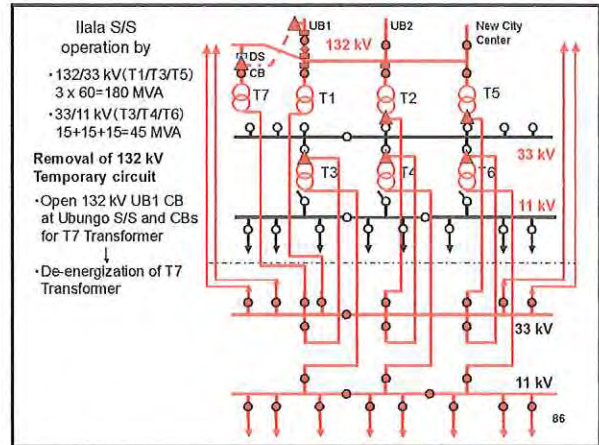 Ilala S/S
operation by
・132/33 kV(T1/T3/T5)
3 x 60=180 MVA
・33/11 kV(T3/T4/T6)
15+15+15=45 MVA
Removal of 132 kV
Temporary circuit
・Open 132 kV UB1 CB
at Ubungo S/S and CBs
for T7 Transformer
・De-energization of T7
Transformer
UB1
UB2
New City
Center
132 kV
DS
CB
T7
T1
T2
T5
33 kV
T3
T4
T6
11 kV
33 kV
11 kV
86